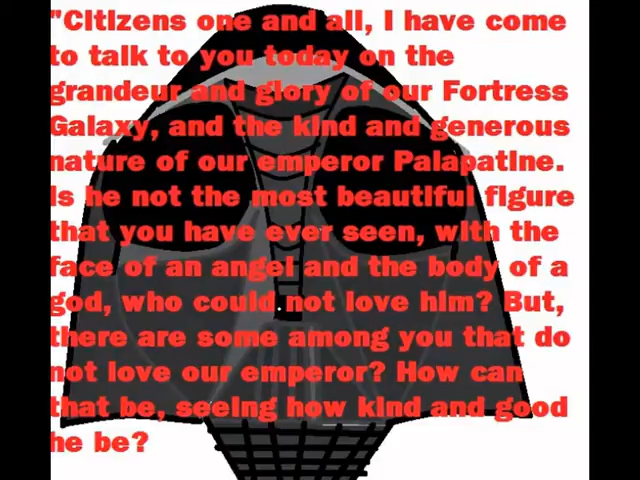 "Citizens one and all, I have come
to talk to you today on the
grandeur and glory of our Fortress
Galaxy, and the kind and generous
nature of our emperor Palapatine.
Is he not the most beautiful figure
that you have ever seen, with the
face of an angel and the body of a
god, who could not love him? But,
there are some among you that do
not love our emperor? How can
that be, seeing how kind and good
he be?